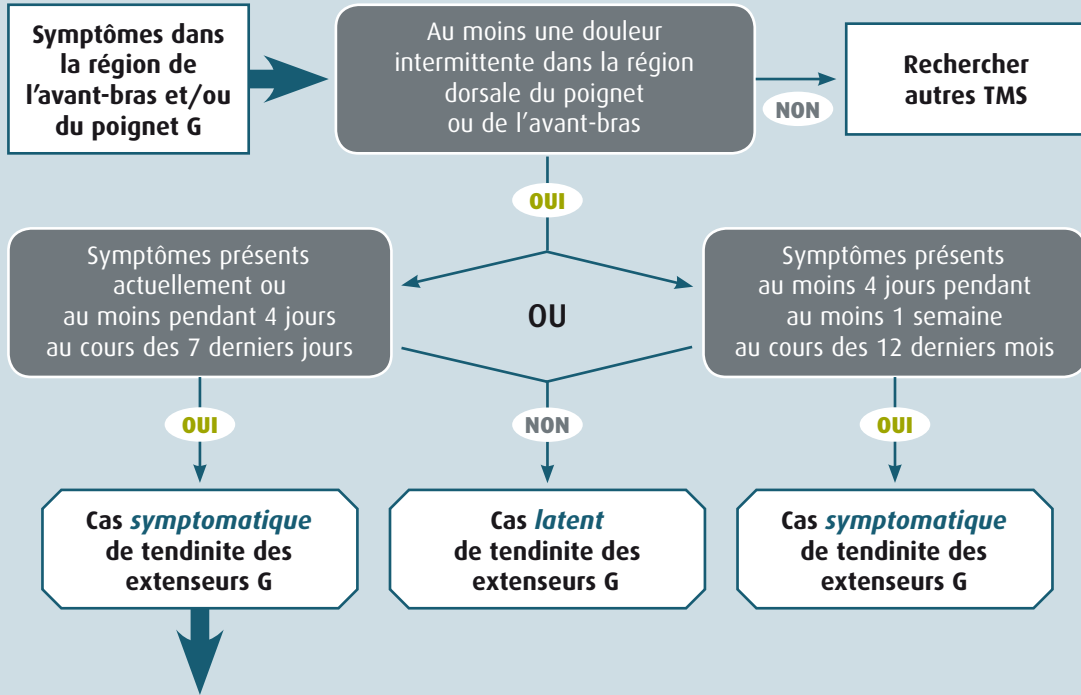 Symptômes dans
la région de
l'avant-bras et/ou
du poignet G
Au moins une douleur
intermittente dans la région
dorsale du poignet
ou de l'avant-bras
NON
Rechercher
autres TMS
OUI
Symptômes présents
actuellement ou
au moins pendant 4 jours
au cours des 7 derniers jours
OU
Symptômes présents
au moins 4 jours pendant
au moins 1 semaine
au cours des 12 derniers mois
OUI
NON
OUI
Cas symptomatique
de tendinite des
extenseurs G
Cas latent
de tendinite des
extenseurs G
Cas symptomatique
de tendinite des
extenseurs G